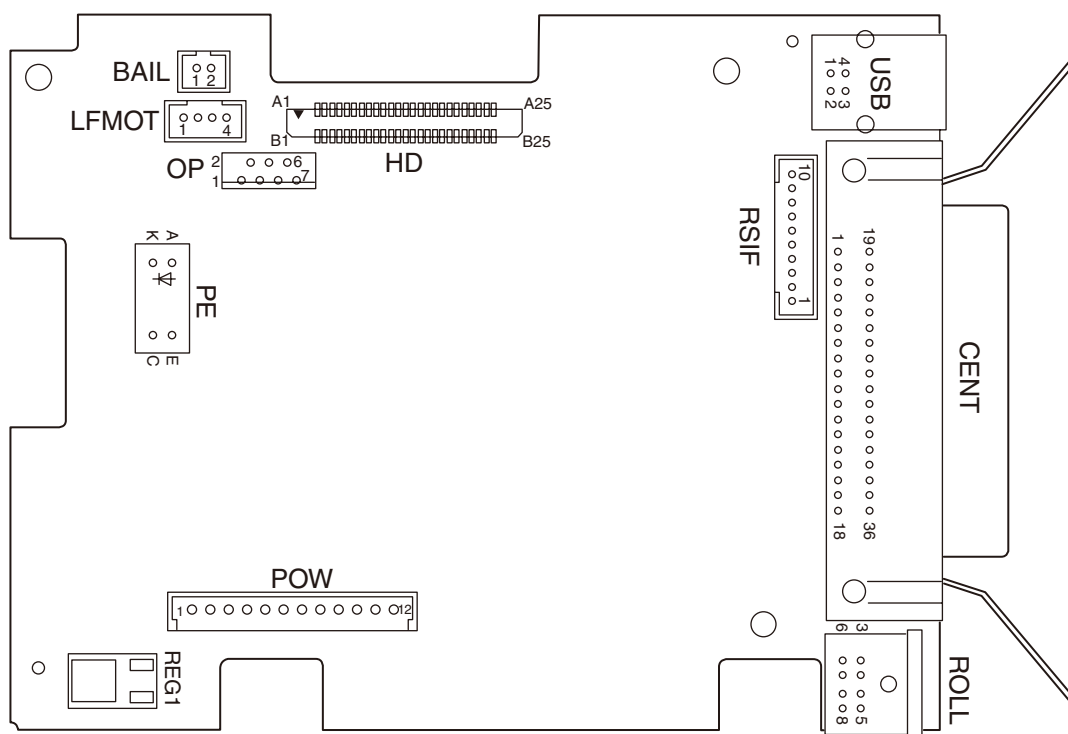 BAIL
1 2
LFMOT
1 4
OP
2 6
1 7
A1 A25
B1 B25
HD
USB
4 3
1 2
RSIF
10
1
K A
PE
C E
1 19
18 36
CENT
POW
1 12
REG1
6 3
8 5
ROLL